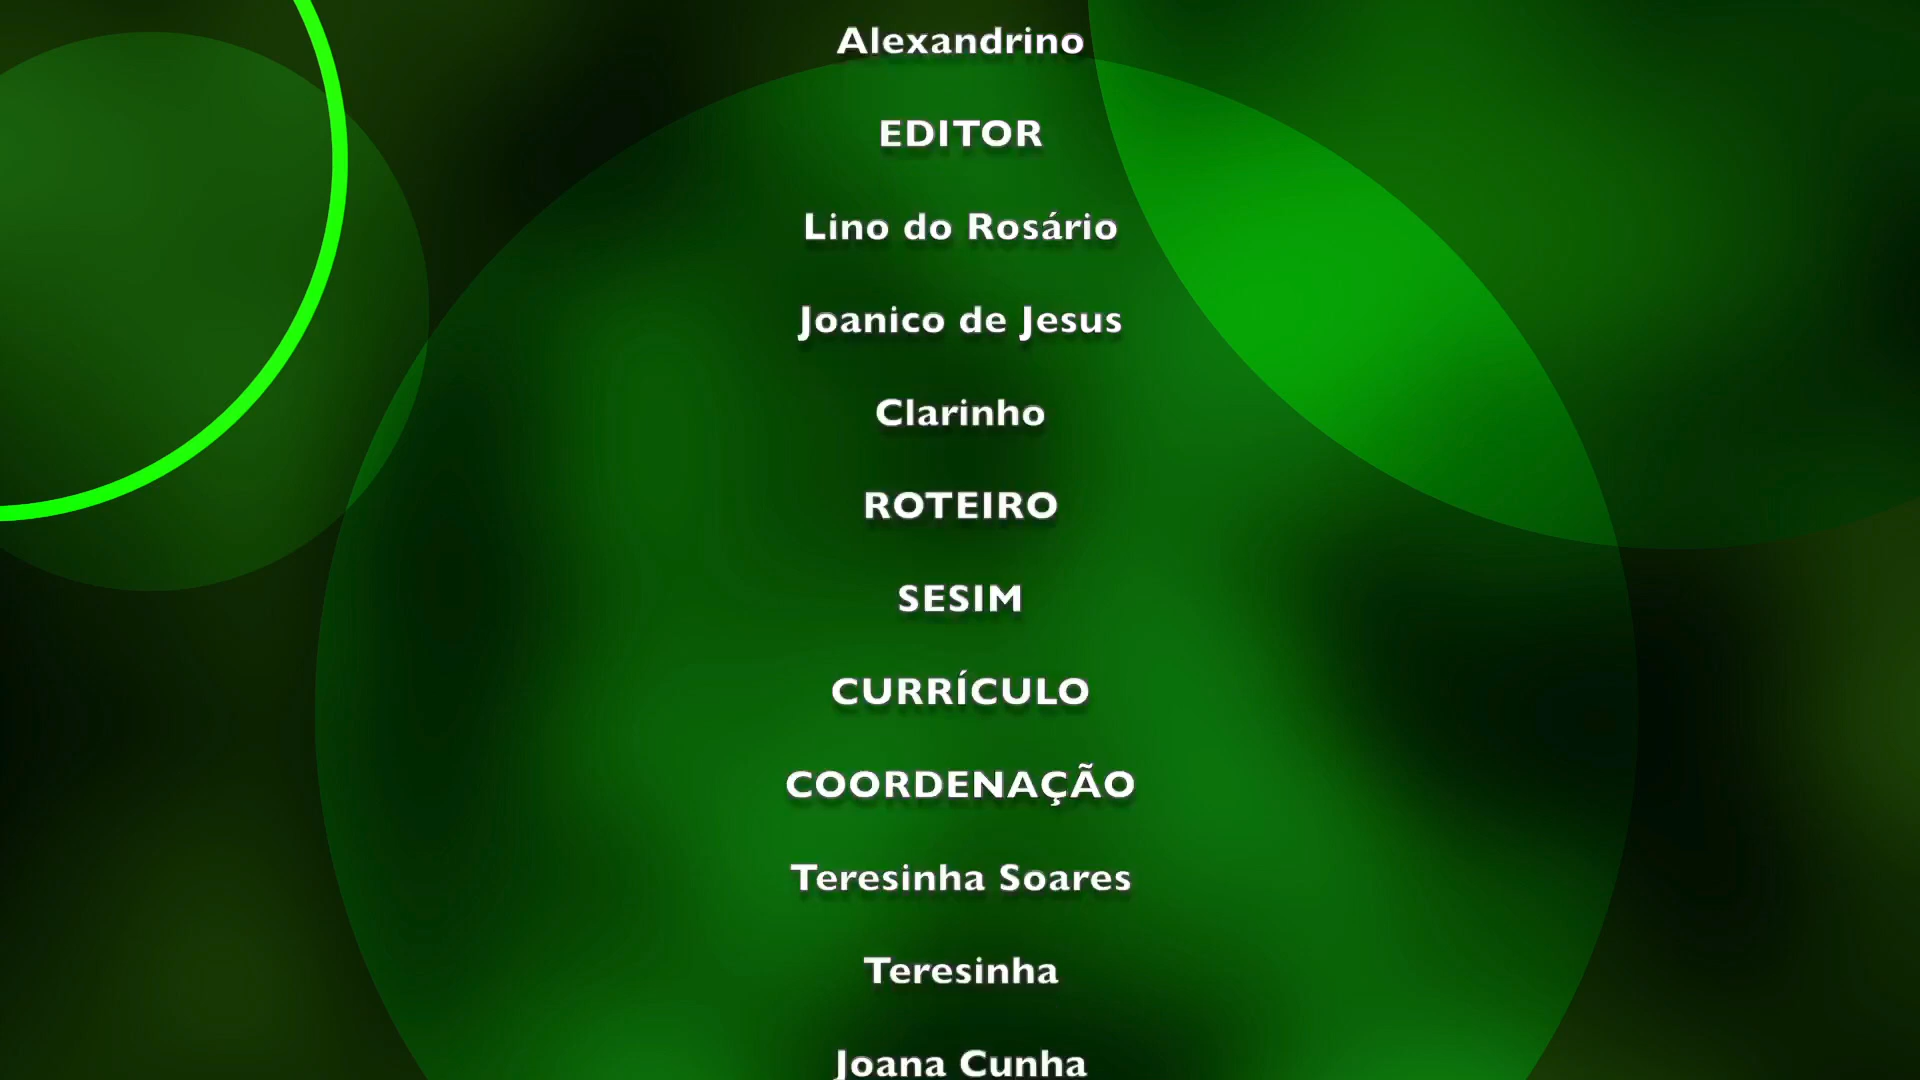 Alexandrino
EDITOR
Lino do Rosário
Joanico de Jesus
Clarinho
ROTEIRO
SESIM
CURRÍCULO
COORDENAÇÃO
Teresinha Soares
Teresinha
Joana Cunha